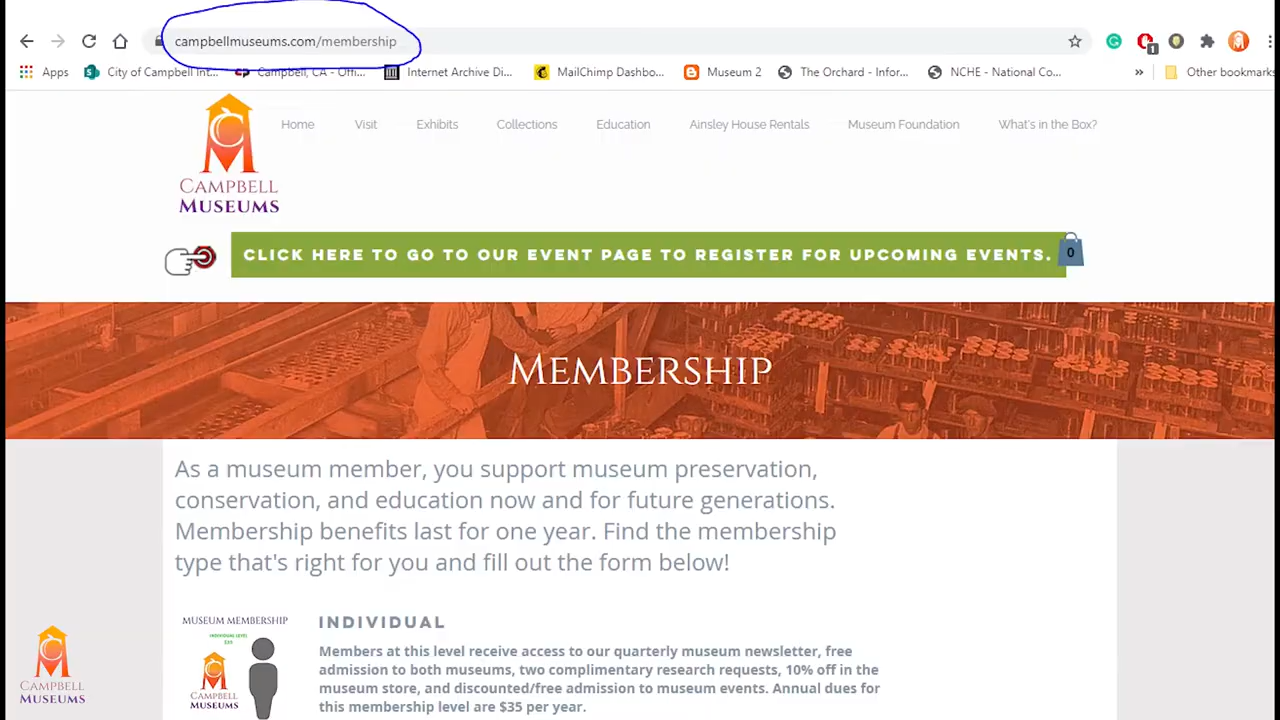 campbellmuseums.com/membership
Apps City of Campbell Int... Campbell, CA - Offi... Internet Archive Di... MailChimp Dashbo... Museum 2 The Orchard - Infor... NCHE - National Co... » Other bookmarks
Home Visit Exhibits Collections Education Ainsley House Rentals Museum Foundation What's in the Box?
CAMPBELL
MUSEUMS
CLICK HERE TO GO TO OUR EVENT PAGE TO REGISTER FOR UPCOMING EVENTS. 0
MEMBERSHIP
As a museum member, you support museum preservation,
conservation, and education now and for future generations.
Membership benefits last for one year. Find the membership
type that's right for you and fill out the form below!
MUSEUM MEMBERSHIP
INDIVIDUAL LEVEL
$35
CAMPBELL
MUSEUMS
INDIVIDUAL
Members at this level receive access to our quarterly museum newsletter, free
admission to both museums, two complimentary research requests, 10% off in the
museum store, and discounted/free admission to museum events. Annual dues for
this membership level are $35 per year.
CAMPBELL
MUSEUMS